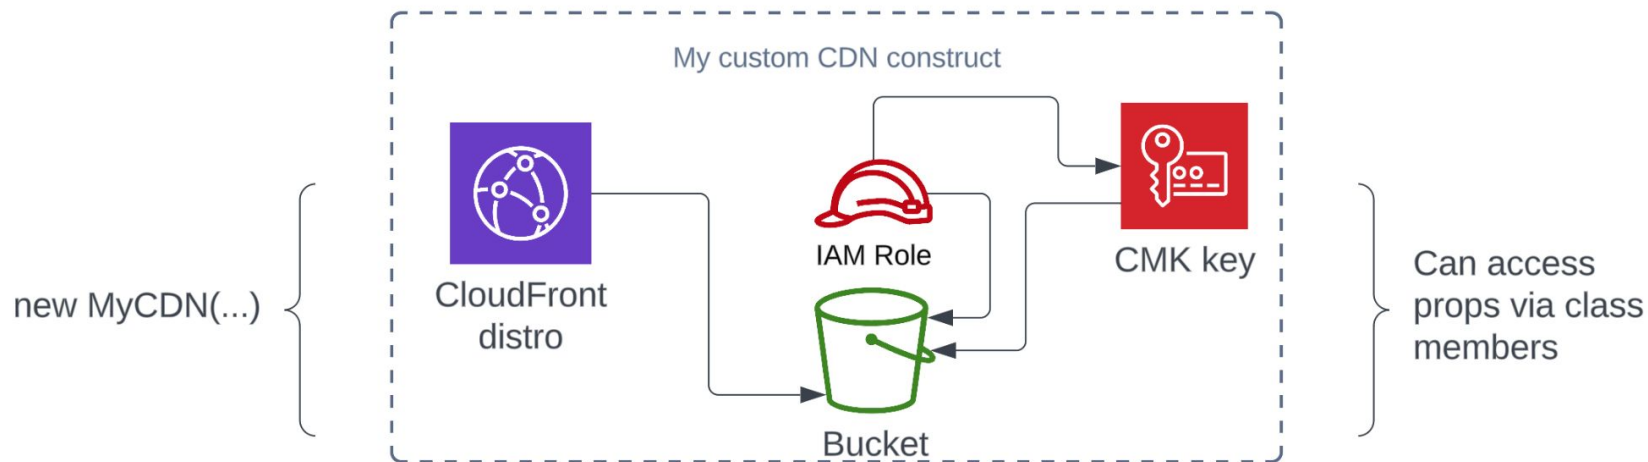 My custom CDN construct
new MyCDN(...)
CloudFront
distro
IAM Role
Bucket
CMK key
Can access
props via class
members